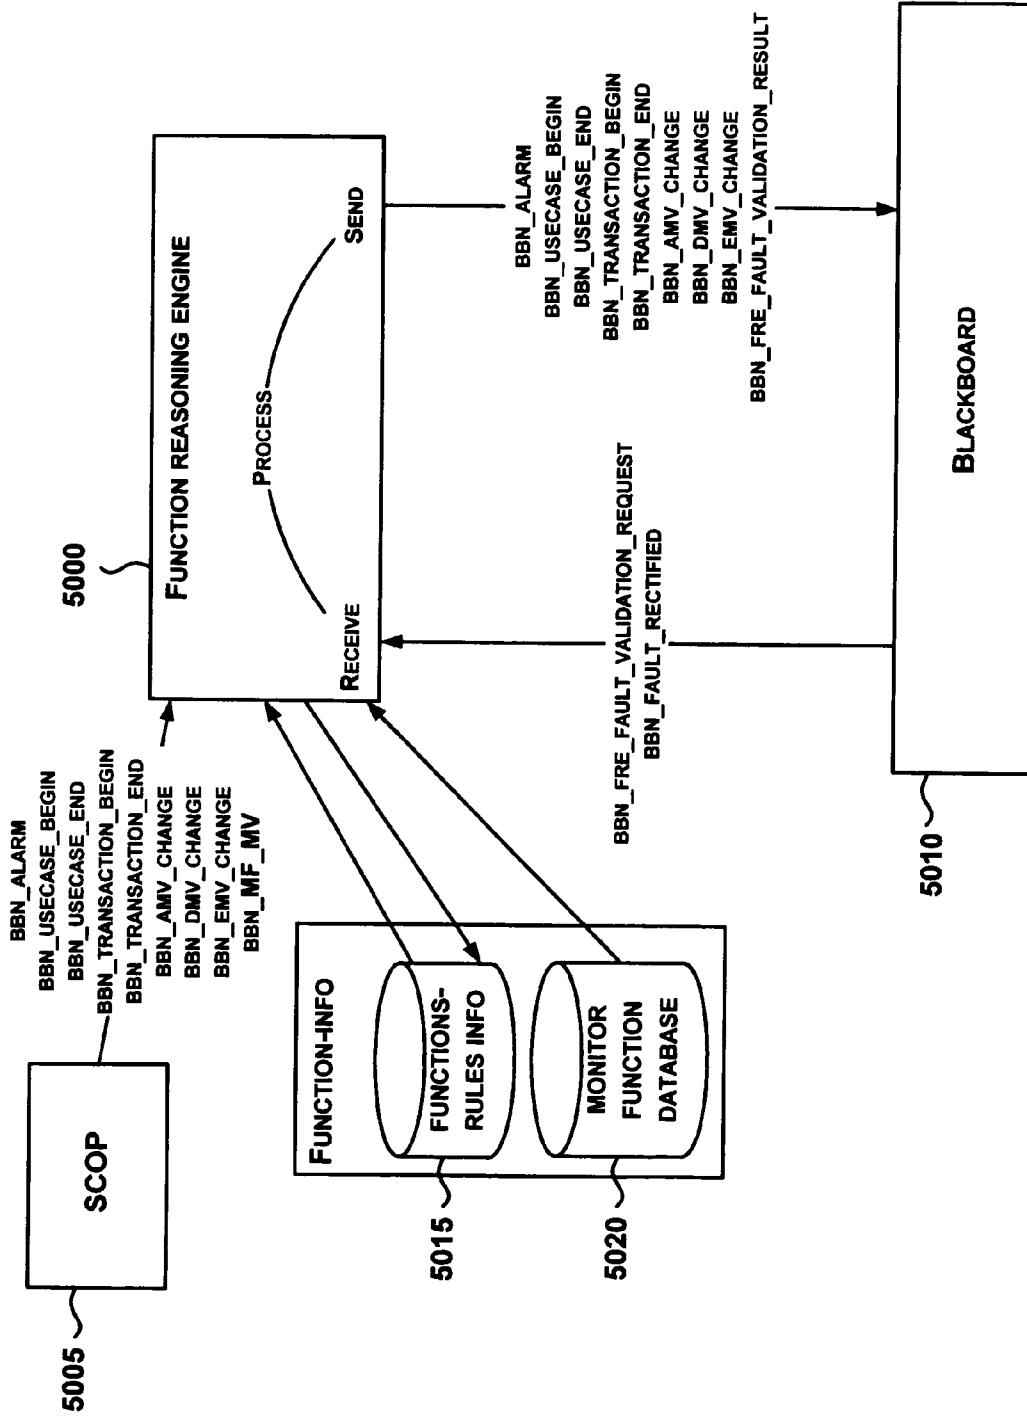 SCOP
5005
BBN_ALARM
BBN_USECASE_BEGIN
BBN_USECASE_END
BBN_TRANSACTION_BEGIN
BBN_TRANSACTION_END
BBN_AMV_CHANGE
BBN_DMV_CHANGE
BBN_EMV_CHANGE
BBN_MF_MV
5000
FUNCTION REASONING ENGINE
RECEIVE
PROCESS
SEND
FUNCTION-INFO
FUNCTIONS-
RULES INFO
5015
MONITOR
FUNCTION
DATABASE
5020
BBN_FRE_FAULT_VALIDATION_REQUEST
BBN_FAULT_RECTIFIED
BBN_ALARM
BBN_USECASE_BEGIN
BBN_USECASE_END
BBN_TRANSACTION_BEGIN
BBN_TRANSACTION_END
BBN_AMV_CHANGE
BBN_DMV_CHANGE
BBN_EMV_CHANGE
BBN_FRE_FAULT_VALIDATION_RESULT
5010
BLACKBOARD